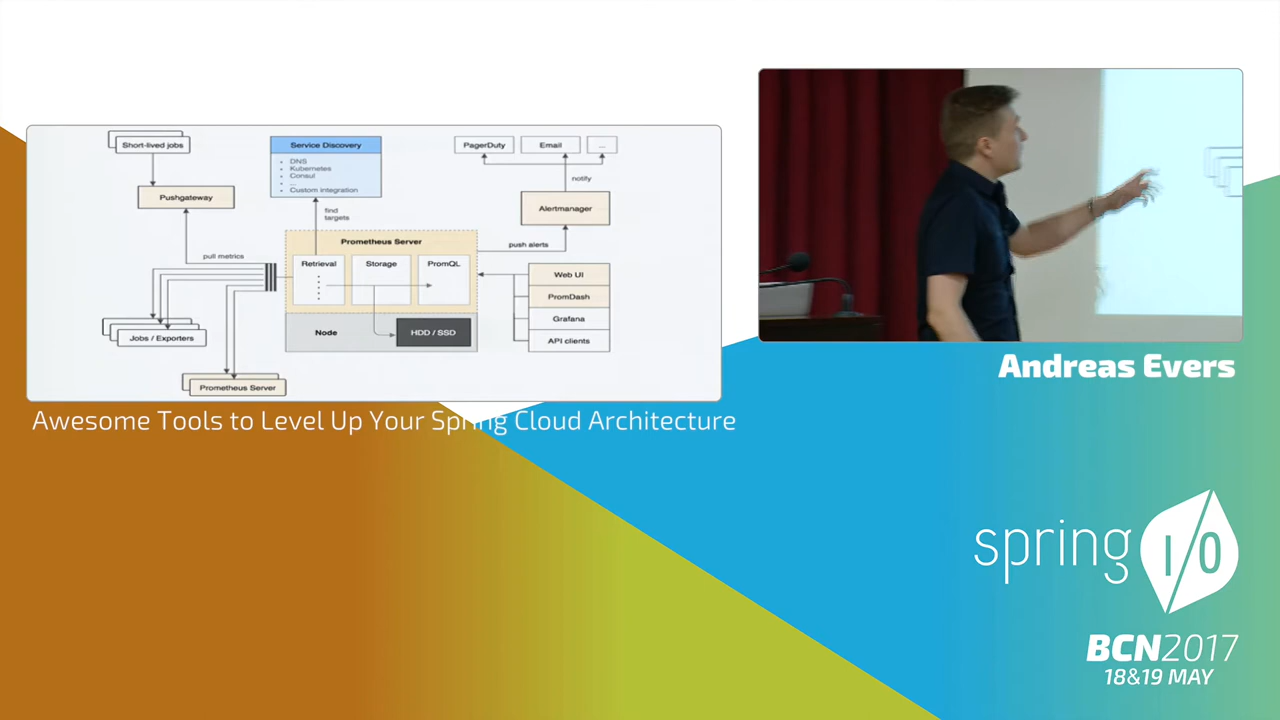 Short-lived jobs
Pushgateway
pull metrics
Jobs / Exporters
Prometheus Server
Service Discovery
• DNS
• Kubernetes
• Consul
• ...
• Custom integration
find
targets
Prometheus Server
Retrieval
Storage
PromQL
Node
HDD / SSD
PagerDuty
Email
...
notify
Alertmanager
push alerts
Web UI
PromDash
Grafana
API clients
Andreas Evers
Awesome Tools to Level Up Your Spring Cloud Architecture
spring I/O
BCN2017
18&19 MAY